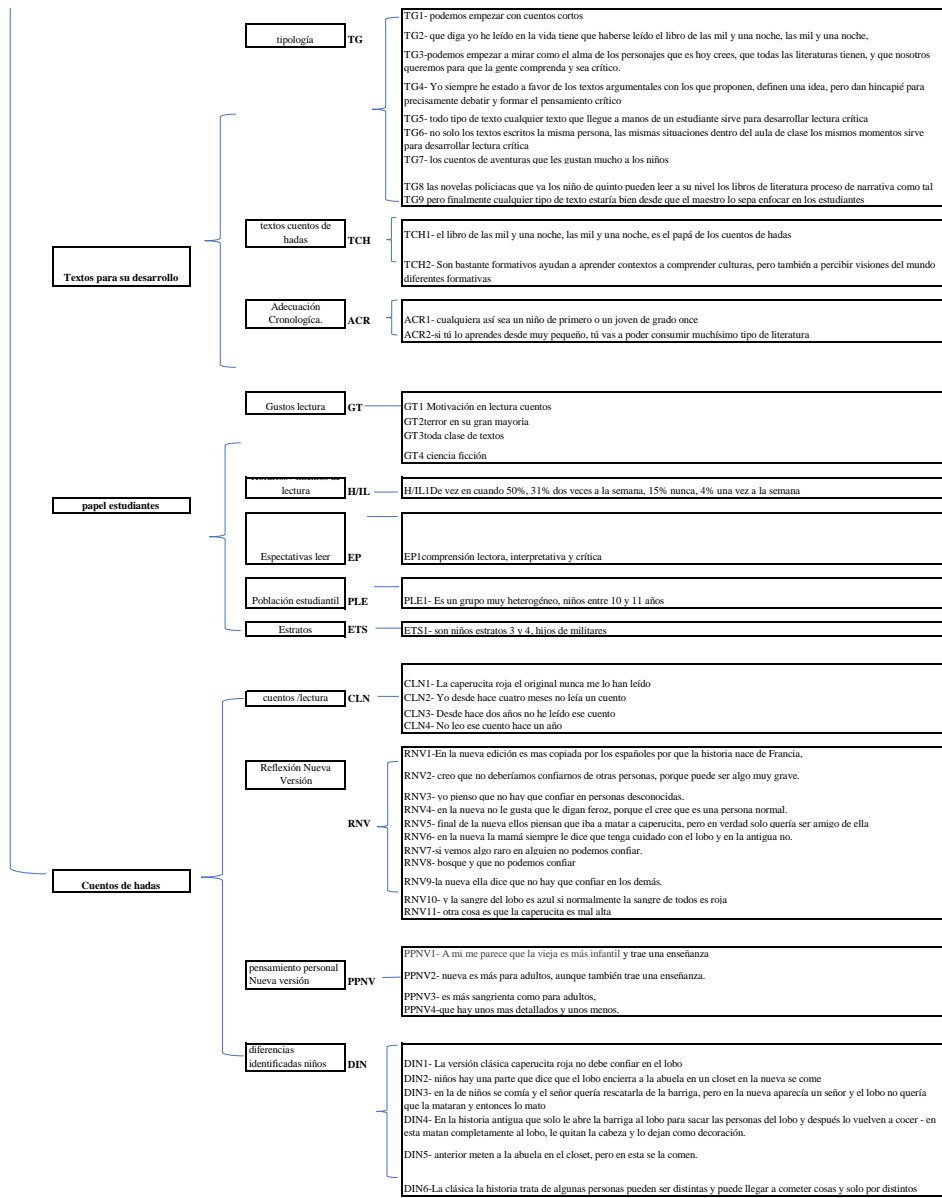 tipología
TG
TG1- podemos empezar con cuentos cortos
TG2- que diga yo he leído en la vida tiene que haberse leído el libro de las mil y una noche, las mil y una noche,
TG3-podemos empezar a mirar como el alma de los personajes que es hoy crees, que todas las literaturas tienen, y que nosotros
queremos para que la gente comprenda y sea crítico.
TG4- Yo siempre he estado a favor de los textos argumentales con los que proponen, definen una idea, pero dan hincapié para
precisamente debatir y formar el pensamiento crítico
TG5- todo tipo de texto cualquier texto que llegue a manos de un estudiante sirve para desarrollar lectura crítica
TG6- no solo los textos escritos la misma persona, las mismas situaciones dentro del aula de clase los mismos momentos sirve
para desarrollar lectura crítica
TG7- los cuentos de aventuras que les gustan mucho a los niños
TG8 las novelas policiacas que ya los niño de quinto pueden leer a su nivel los libros de literatura proceso de narrativa como tal
TG9 pero finalmente cualquier tipo de texto estaría bien desde que el maestro lo sepa enfocar en los estudiantes
Textos para su desarrollo
textos cuentos de
hadas
TCH
TCH1- el libro de las mil y una noche, las mil y una noche, es el papá de los cuentos de hadas
TCH2- Son bastante formativos ayudan a aprender contextos a comprender culturas, pero también a percibir visiones del mundo
diferentes formativas
Adecuación
Cronologíca.
ACR
ACR1- cualquiera así sea un niño de primero o un joven de grado once
ACR2-si tú lo aprendes desde muy pequeño, tú vas a poder consumir muchísimo tipo de literatura
papel estudiantes
Gustos lectura
GT
GT1 Motivación en lectura cuentos
GT2terror en su gran mayoria
GT3toda clase de textos
GT4 ciencia ficción
lectura
H/IL
H/IL1De vez en cuando 50%, 31% dos veces a la semana, 15% nunca, 4% una vez a la semana
Espectativas leer
EP
EP1comprensión lectora, interpretativa y crítica
Población estudiantil
PLE
PLE1- Es un grupo muy heterogéneo, niños entre 10 y 11 años
Estratos
ETS
ETS1- son niños estratos 3 y 4, hijos de militares
Cuentos de hadas
cuentos /lectura
CLN
CLN1- La caperucita roja el original nunca me lo han leído
CLN2- Yo desde hace cuatro meses no leía un cuento
CLN3- Desde hace dos años no he leído ese cuento
CLN4- No leo ese cuento hace un año
Reflexión Nueva
Versión
RNV
RNV1-En la nueva edición es mas copiada por los españoles por que la historia nace de Francia,
RNV2- creo que no deberíamos confiarnos de otras personas, porque puede ser algo muy grave.
RNV3- yo pienso que no hay que confiar en personas desconocidas.
RNV4- en la nueva no le gusta que le digan feroz, porque el cree que es una persona normal.
RNV5- final de la nueva ellos piensan que iba a matar a caperucita, pero en verdad solo quería ser amigo de ella
RNV6- en la nueva la mamá siempre le dice que tenga cuidado con el lobo y en la antigua no.
RNV7-si vemos algo raro en alguien no podemos confiar.
RNV8- bosque y que no podemos confiar
RNV9-la nueva ella dice que no hay que confiar en los demás.
RNV10- y la sangre del lobo es azul si normalmente la sangre de todos es roja
RNV11- otra cosa es que la caperucita es mal alta
pensamiento personal
Nueva versión
PPNV
PPNV1- A mi me parece que la vieja es más infantil y trae una enseñanza
PPNV2- nueva es más para adultos, aunque también trae una enseñanza.
PPNV3- es más sangrienta como para adultos,
PPNV4-que hay unos mas detallados y unos menos.
diferencias
identificadas niños
DIN
DIN1- La versión clásica caperucita roja no debe confiar en el lobo
DIN2- niños hay una parte que dice que el lobo encierra a la abuela en un closet en la nueva se come
DIN3- en la de niños se comía y el señor quería rescatarla de la barriga, pero en la nueva aparecía un señor y el lobo no quería
que la mataran y entonces lo mato
DIN4- En la historia antigua que solo le abre la barriga al lobo para sacar las personas del lobo y después lo vuelven a cocer - en
esta matan completamente al lobo, le quitan la cabeza y lo dejan como decoración.
DIN5- anterior meten a la abuela en el closet, pero en esta se la comen.
DIN6-La clásica la historia trata de algunas personas pueden ser distintas y puede llegar a cometer cosas y solo por distintos